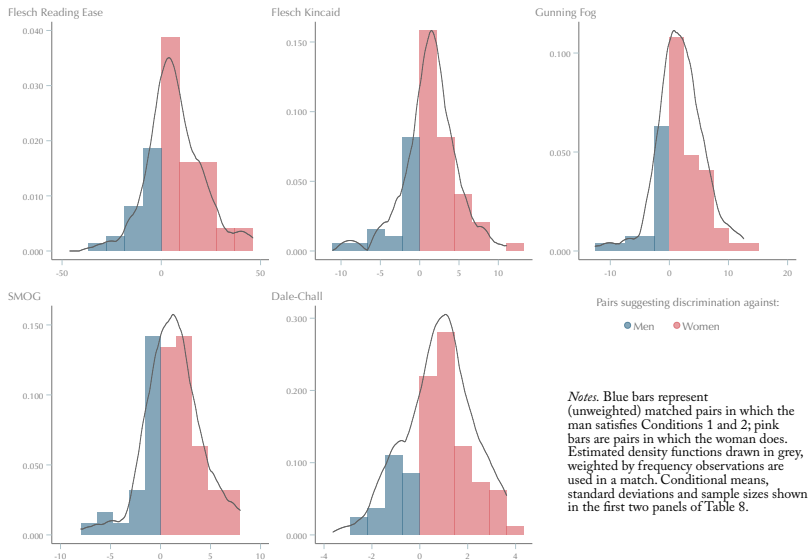 Flesch Reading Ease
0.040
0.030
0.020
0.010
0.000
-50
0
50
Flesch Kincaid
0.150
0.100
0.050
0.000
-10
-5
0
5
10
Gunning Fog
0.100
0.050
0.000
-10
0
10
20
SMOG
0.150
0.100
0.050
0.000
-10
-5
0
5
10
Dale-Chall
0.300
0.200
0.100
0.000
-2
0
2
4
Pairs suggesting discrimination against:
Men Women
Notes. Blue bars represent
(unweighted) matched pairs in which the
man satisfies Conditions 1 and 2; pink
bars are pairs in which the woman does.
Estimated density functions drawn in grey,
weighted by frequency observations are
used in a match. Conditional means,
standard deviations and sample sizes shown
in the first two panels of Table 8.